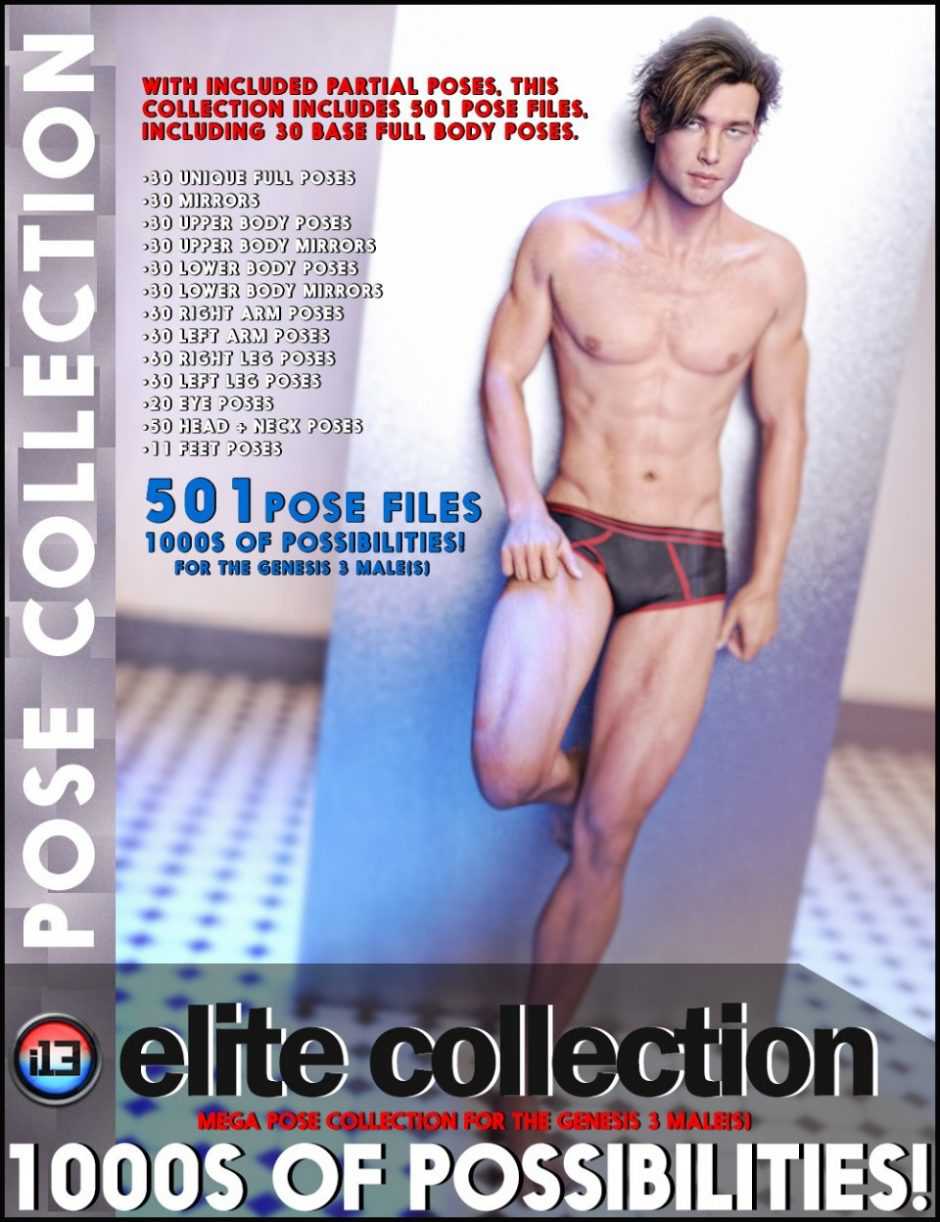 POSE COLLECTION
WITH INCLUDED PARTIAL POSES, THIS
COLLECTION INCLUDES 501 POSE FILES,
INCLUDING 30 BASE FULL BODY POSES.
•30 UNIQUE FULL POSES
•30 MIRRORS
•30 UPPER BODY POSES
•30 UPPER BODY MIRRORS
•30 LOWER BODY POSES
•30 LOWER BODY MIRRORS
•60 RIGHT ARM POSES
•60 LEFT ARM POSES
•60 RIGHT LEG POSES
•60 LEFT LEG POSES
•20 EYE POSES
•50 HEAD + NECK POSES
•11 FEET POSES
501 POSE FILES
1000S OF POSSIBILITIES!
FOR THE GENESIS 3 MALE(S)
i13
elite collection
MEGA POSE COLLECTION FOR THE GENESIS 3 MALE(S)
1000S OF POSSIBILITIES!